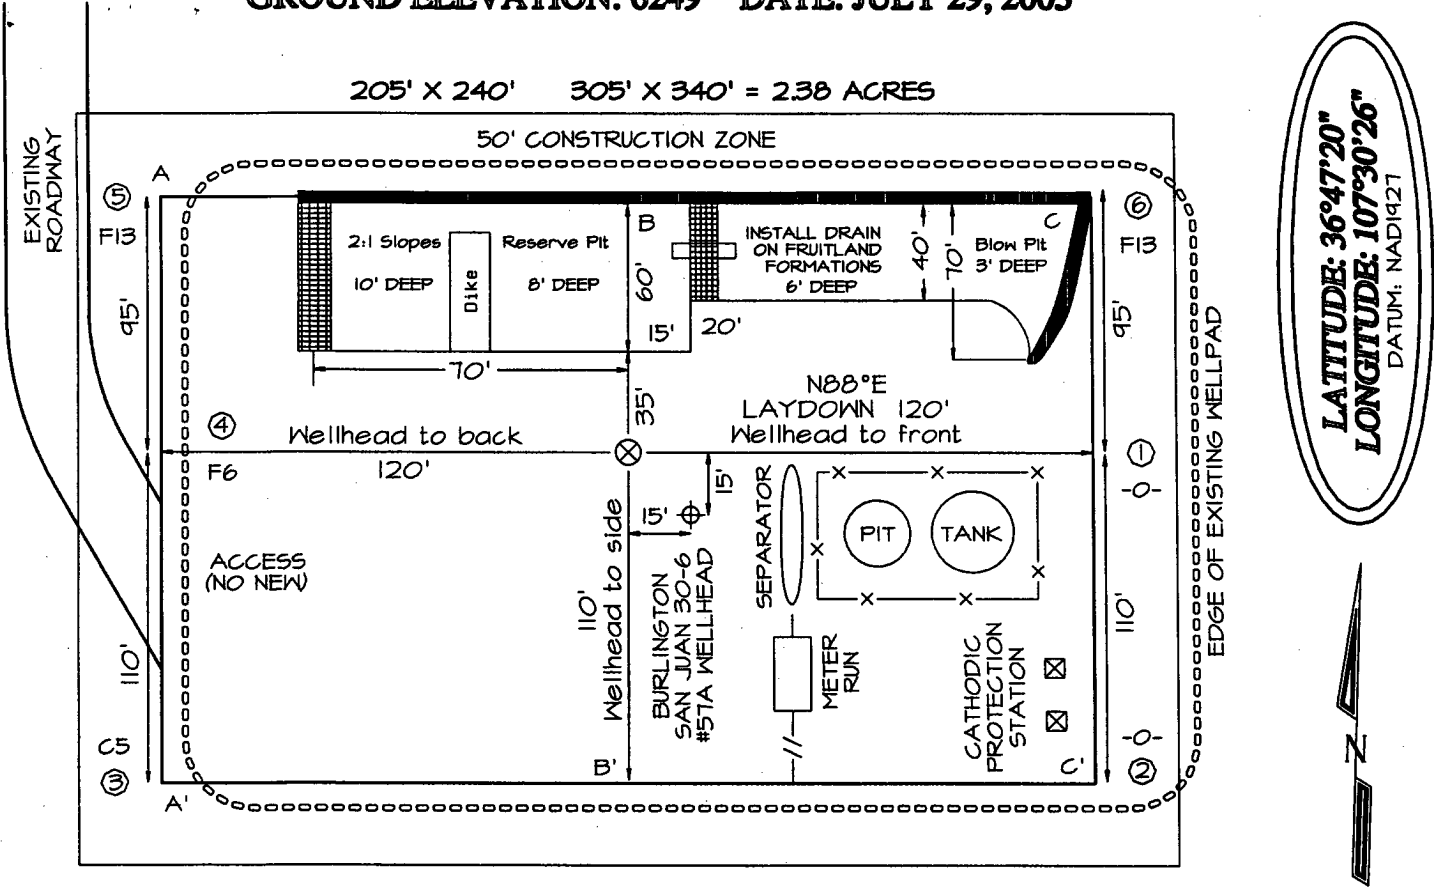 GROUND ELEVATION: 6249' DATE: JULY 29, 2005
205' X 240' 305' X 340' = 2.38 ACRES
50' CONSTRUCTION ZONE
EXISTING
ROADWAY
A
5
F13
95'
2:1 Slopes
10' DEEP
Dike
Reserve Pit
8' DEEP
B
60'
15'
20'
INSTALL DRAIN
ON FRUITLAND
FORMATIONS
6' DEEP
40'
70'
Blow Pit
3' DEEP
C
6
F13
95'
70'
35'
N88°E
LAYDOWN 120'
Wellhead to front
4
F6
Wellhead to back
120'
1
-0-
15'
15'
ACCESS
(NO NEW)
110'
Wellhead to side
BURLINGTON
SAN JUAN 30-6
#57A WELLHEAD
SEPARATOR
PIT
TANK
METER
RUN
CATHODIC
PROTECTION
STATION
110'
110'
EDGE OF EXISTING WELLPAD
C5
3
A'
B'
C'
-0-
2
LATITUDE: 36°47'20"
LONGITUDE: 107°30'26"
DATUM: NAD1927
N